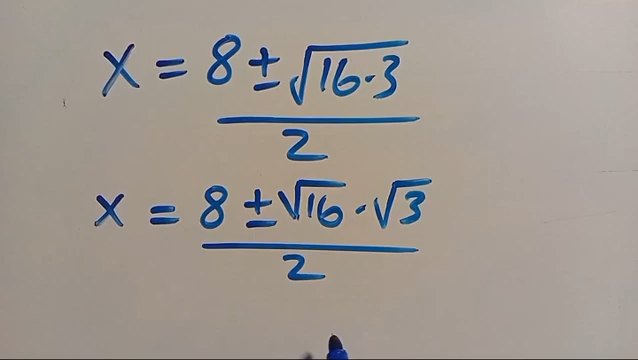 x = 8 ± √16·3
2
x = 8 ± √16 · √3
2